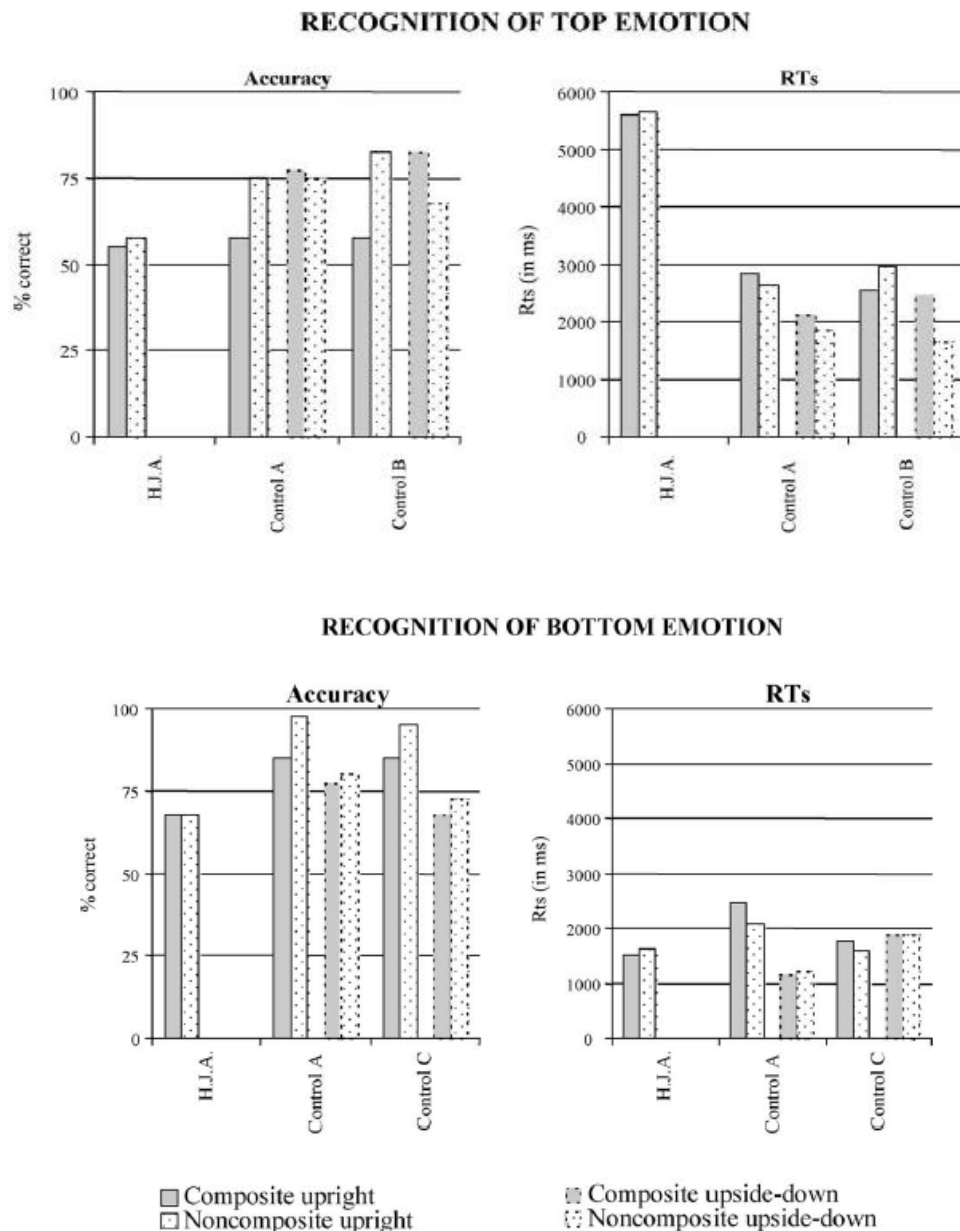 RECOGNITION OF TOP EMOTION
Accuracy
% correct
100
75
50
25
0
H.J.A.
Control A
Control B
RTs
Rts (in ms)
6000
5000
4000
3000
2000
1000
0
H.J.A.
Control A
Control B
RECOGNITION OF BOTTOM EMOTION
Accuracy
% correct
100
75
50
25
0
H.J.A.
Control A
Control C
RTs
Rts (in ms)
6000
5000
4000
3000
2000
1000
0
H.J.A.
Control A
Control C
Composite upright
Noncomposite upright
Composite upside-down
Noncomposite upside-down